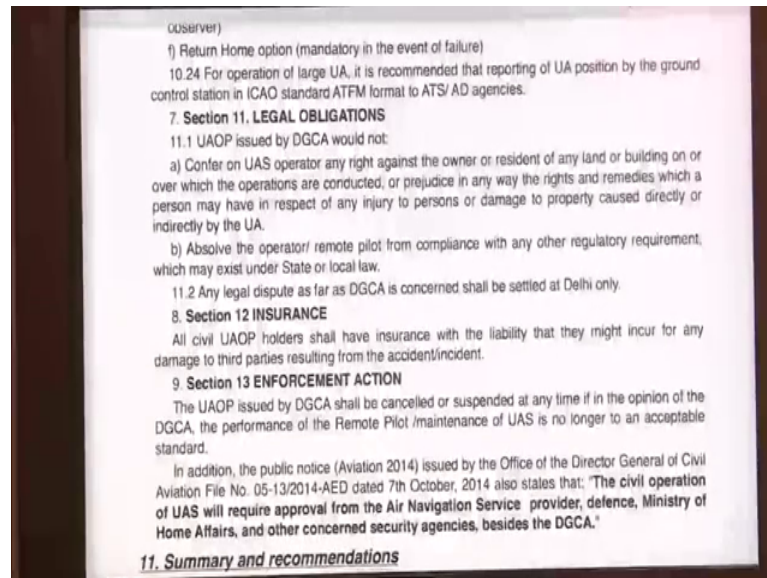 observer)
f) Return Home option (mandatory in the event of failure)
10.24 For operation of large UA, it is recommended that reporting of UA position by the ground
control station in ICAO standard ATFM format to ATS/ AD agencies.
7. Section 11. LEGAL OBLIGATIONS
11.1 UAOP issued by DGCA would not:
a) Confer on UAS operator any right against the owner or resident of any land or building on or
over which the operations are conducted, or prejudice in any way the rights and remedies which a
person may have in respect of any injury to persons or damage to property caused directly or
indirectly by the UA.
b) Absolve the operator/ remote pilot from compliance with any other regulatory requirement,
which may exist under State or local law.
11.2 Any legal dispute as far as DGCA is concerned shall be settled at Delhi only.
8. Section 12 INSURANCE
All civil UAOP holders shall have insurance with the liability that they might incur for any
damage to third parties resulting from the accident/incident.
9. Section 13 ENFORCEMENT ACTION
The UAOP issued by DGCA shall be cancelled or suspended at any time if in the opinion of the
DGCA, the performance of the Remote Pilot /maintenance of UAS is no longer to an acceptable
standard.
In addition, the public notice (Aviation 2014) issued by the Office of the Director General of Civil
Aviation File No. 05-13/2014-AED dated 7th October, 2014 also states that: "The civil operation
of UAS will require approval from the Air Navigation Service provider, defence, Ministry of
Home Affairs, and other concerned security agencies, besides the DGCA."
11. Summary and recommendations